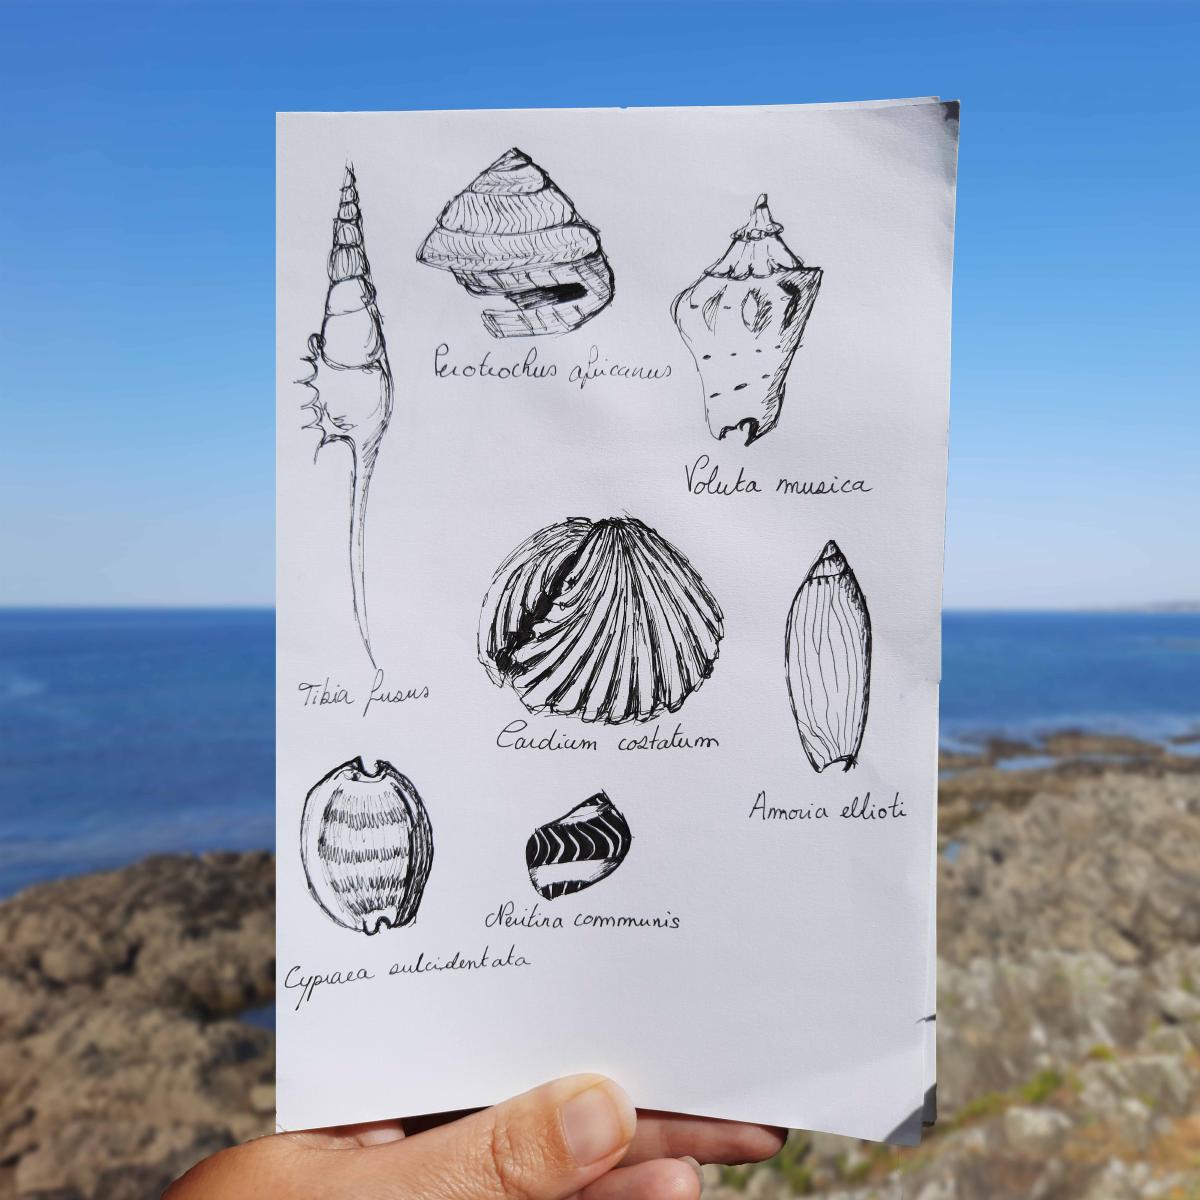 Perotrochus africanus
Voluta musica
Tibia fusus
Cardium costatum
Amoria ellioti
Neritina communis
Cypraea sulcidentata